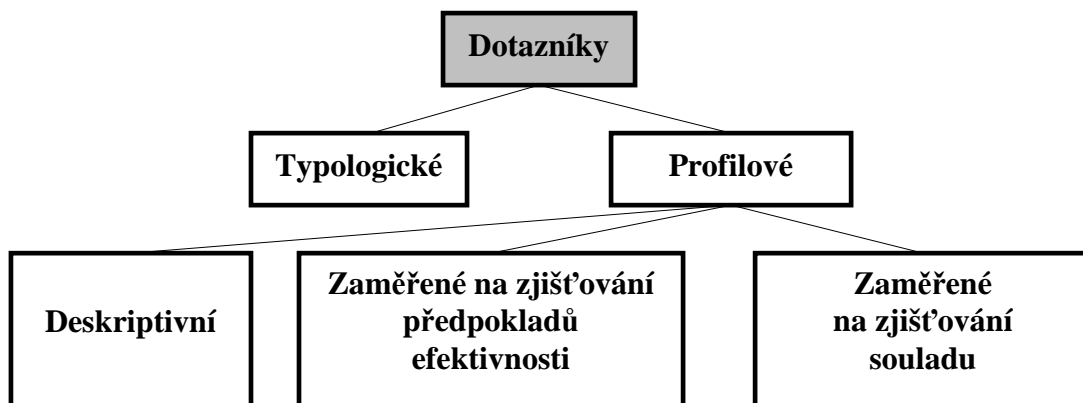 Dotazníky
Typologické
Profilové
Deskriptivní
Zaměřené na zjišťování
předpokladů
efektivnosti
Zaměřené
na zjišťování
souladu